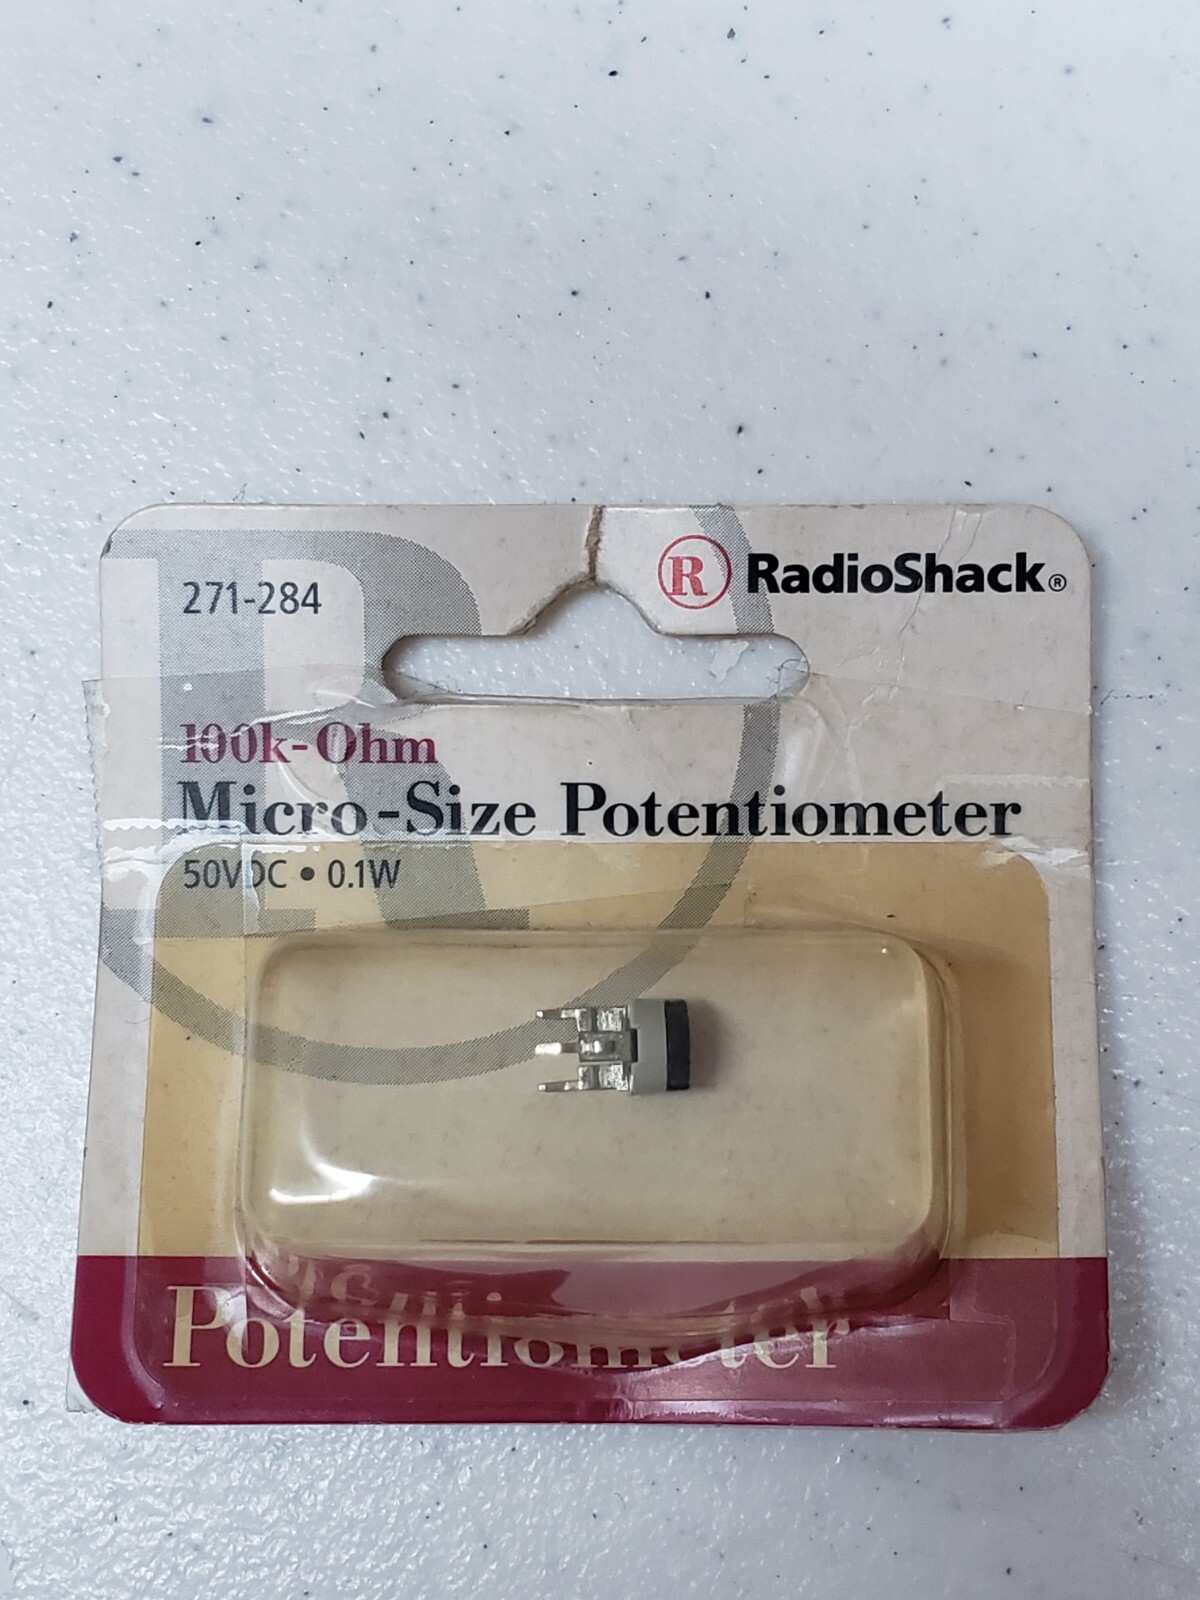 271-284
R RadioShack®
100k-Ohm
Micro-Size Potentiometer
50VDC • 0.1W
Potentiometer